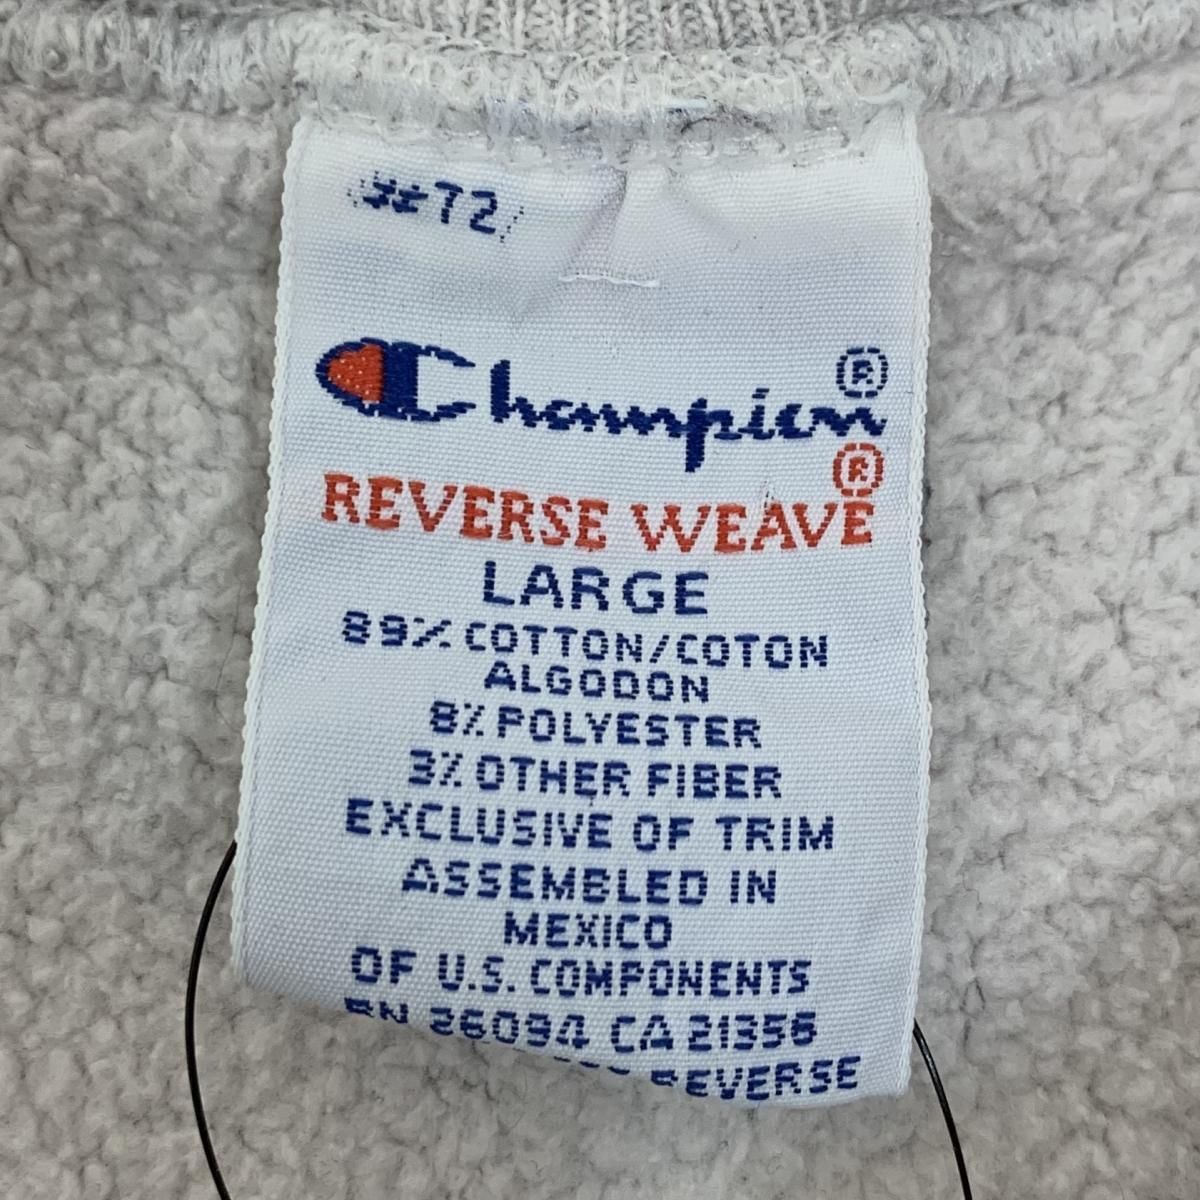 #72
Champion ®
REVERSE WEAVE ®
LARGE
89% COTTON/COTON
ALGODON
8% POLYESTER
3% OTHER FIBER
EXCLUSIVE OF TRIM
ASSEMBLED IN
MEXICO
OF U.S. COMPONENTS
RN 26094 CA 21356
REVERSE